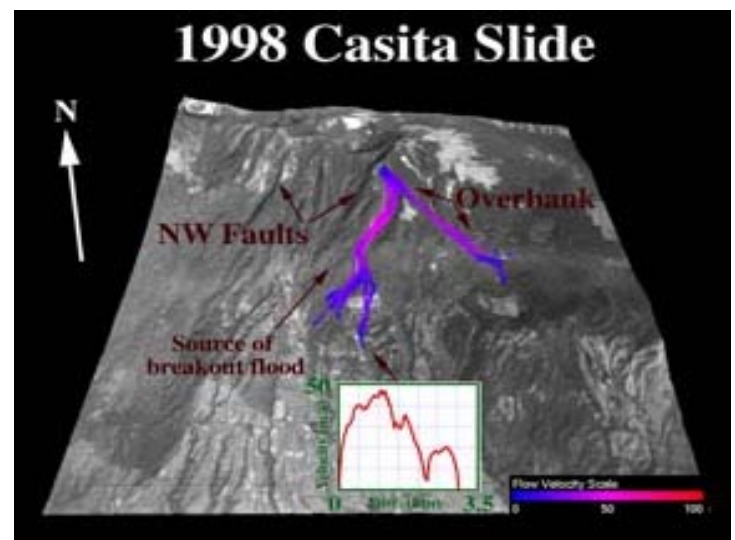 1998 Casita Slide
N
Overbank
NW Faults
Source of
breakout flood
50
0
3.5
Flow Velocity Scale
0 50 100